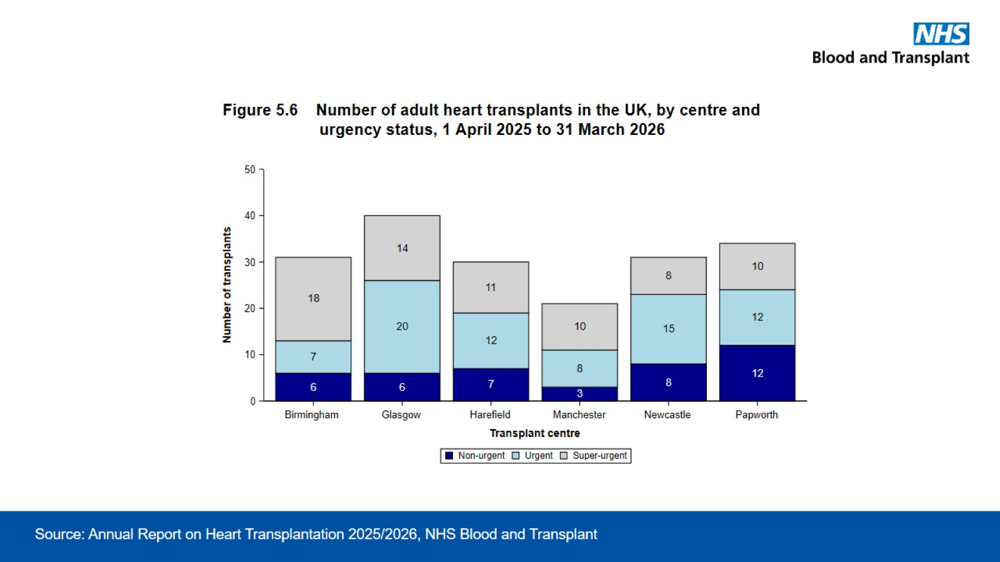 NHS
Blood and Transplant
Figure 5.6 Number of adult heart transplants in the UK, by centre and
urgency status, 1 April 2025 to 31 March 2026
Number of transplants
50
40
30
20
10
0
18
7
6
14
20
6
11
12
7
10
8
3
8
15
8
10
12
12
Birmingham Glasgow Harefield Manchester Newcastle Papworth
Transplant centre
Non-urgent Urgent Super-urgent
Source: Annual Report on Heart Transplantation 2025/2026, NHS Blood and Transplant